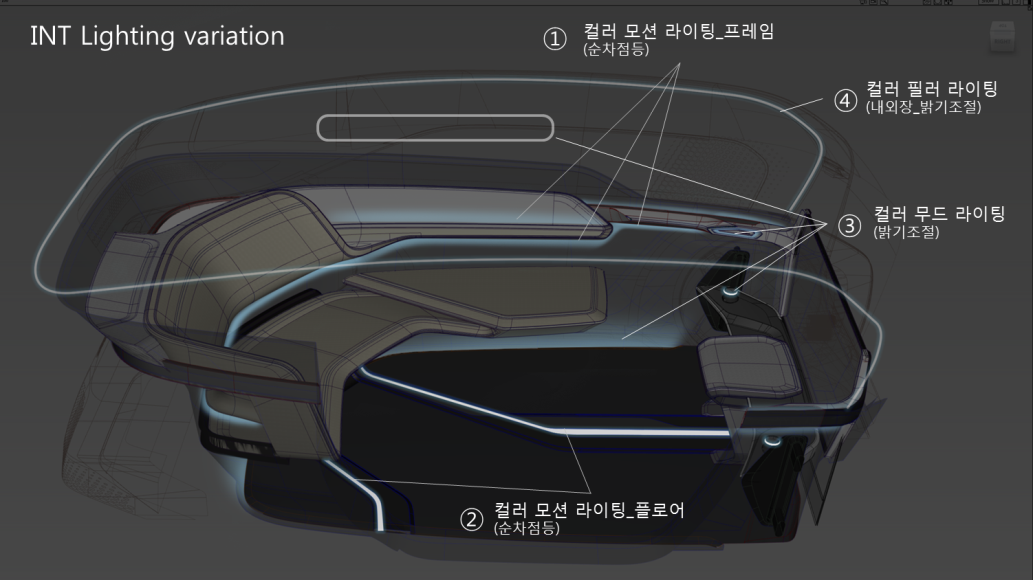 INT Lighting variation
① 컬러 모션 라이팅_프레임
(순차점등)
④ 컬러 필러 라이팅
(내외장_밝기조절)
③ 컬러 무드 라이팅
(밝기조절)
② 컬러 모션 라이팅_플로어
(순차점등)